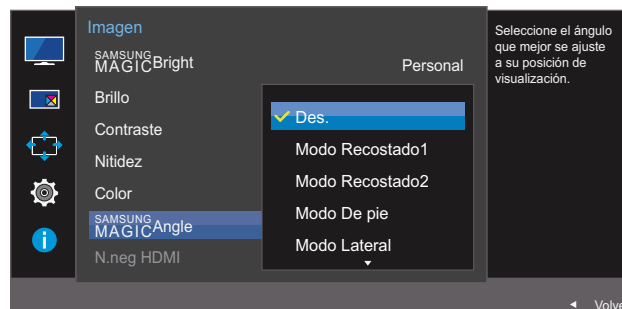 Imagen
SAMSUNG
MAGICBright Personal
Brillo
Contraste
Nitidez
Color
SAMSUNG
MAGICAngle
N.neg HDMI
Des.
Modo Recostado1
Modo Recostado2
Modo De pie
Modo Lateral
Seleccione el ángulo
que mejor se ajuste
a su posición de
visualización.
Volve